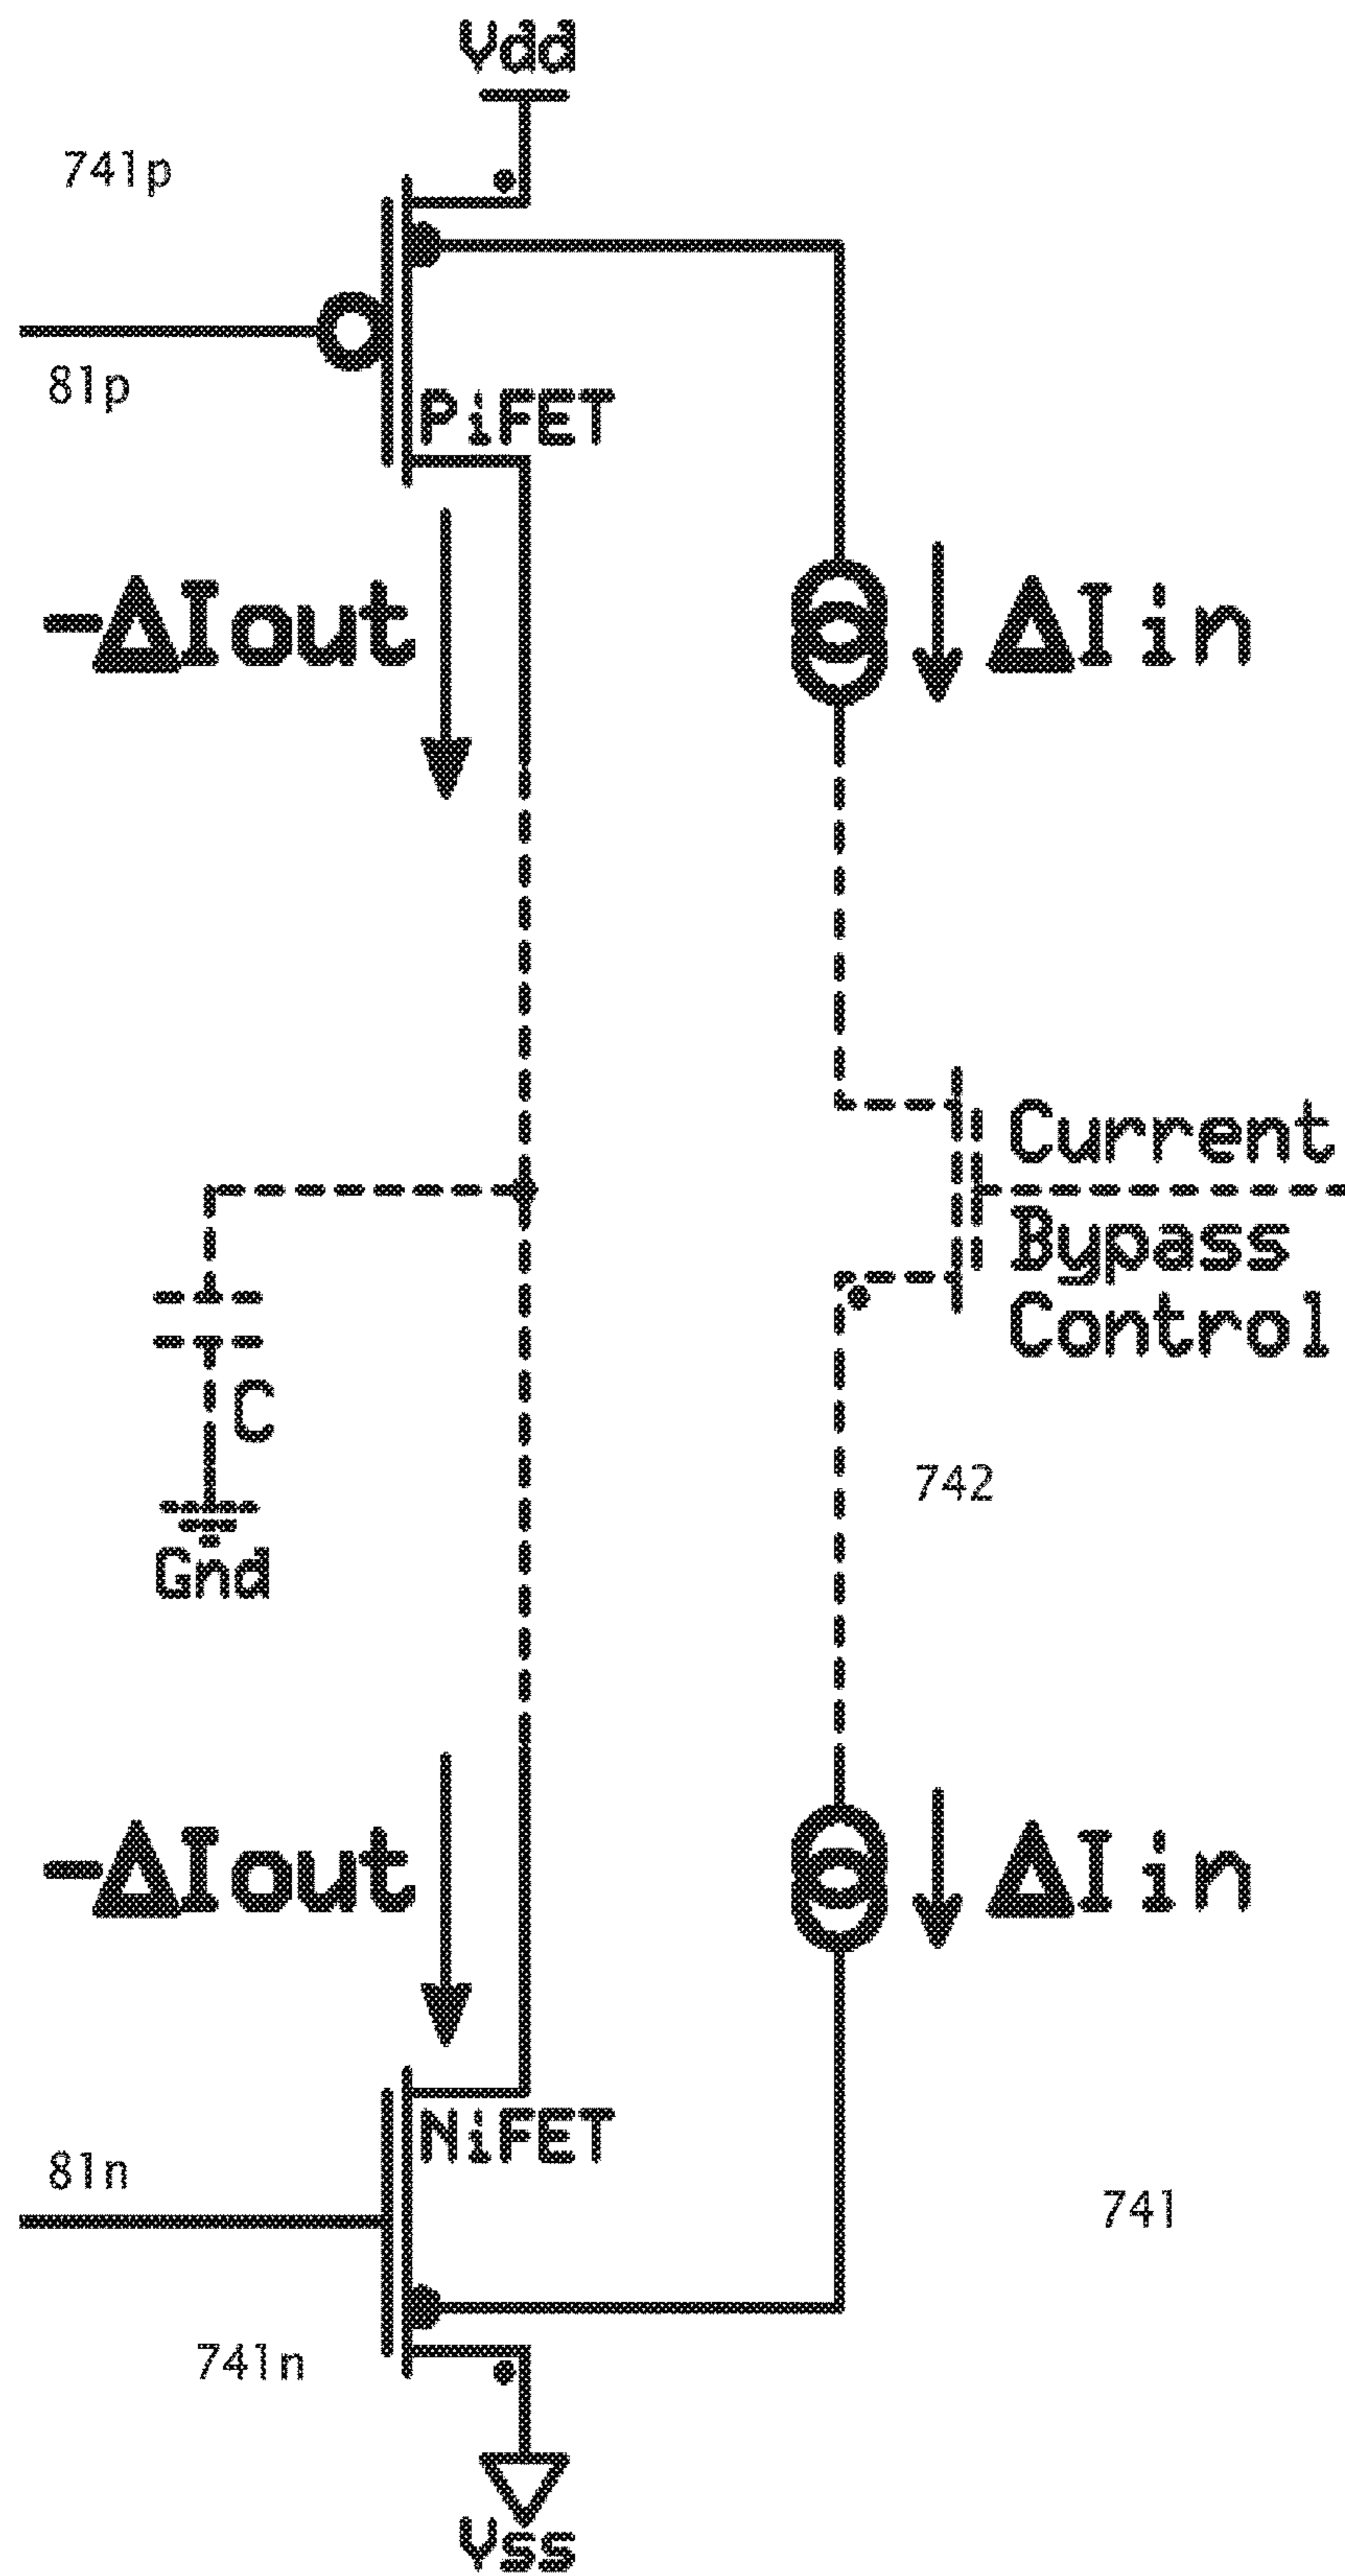 Vdd
741p
81p
PiFET
-ΔIout
ΔIin
Current
Bypass
Control
C
Gnd
742
-ΔIout
ΔIin
NiFET
81n
741
741n
Vss